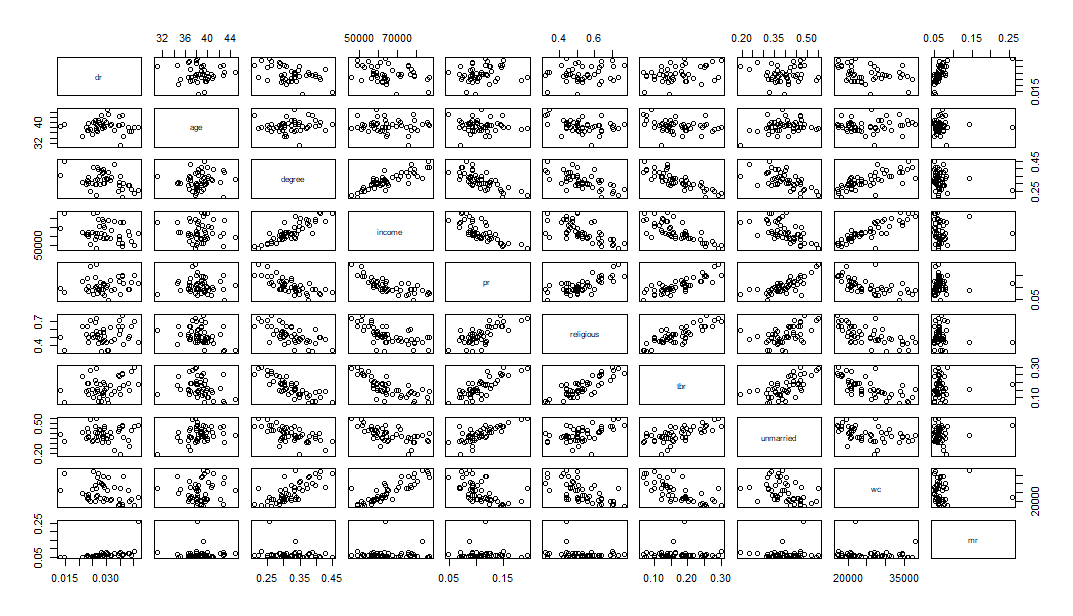 32 36 40 44
50000 70000
0.4 0.6
0.20 0.35 0.50
0.05 0.15 0.25
dr
0.015
32 40
age
degree
0.25 0.45
50000
income
pr
0.05
0.4 0.7
religious
tbr
0.10 0.30
0.20 0.50
unmarried
wc
20000
0.05 0.25
mr
0.015 0.030
0.25 0.35 0.45
0.05 0.15
0.10 0.20 0.30
20000 35000